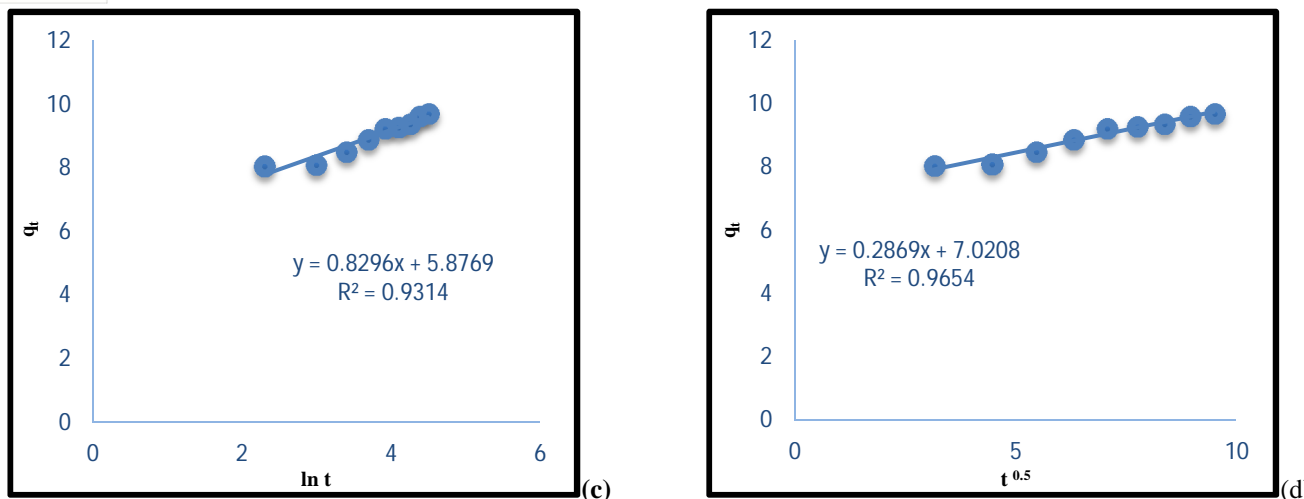 12
10
8
6
4
2
0
qt
y = 0.8296x + 5.8769
R² = 0.9314
0 2 4 6
ln t
(c)
12
10
8
6
4
2
0
qt
y = 0.2869x + 7.0208
R² = 0.9654
0 5 10
t 0.5
(d